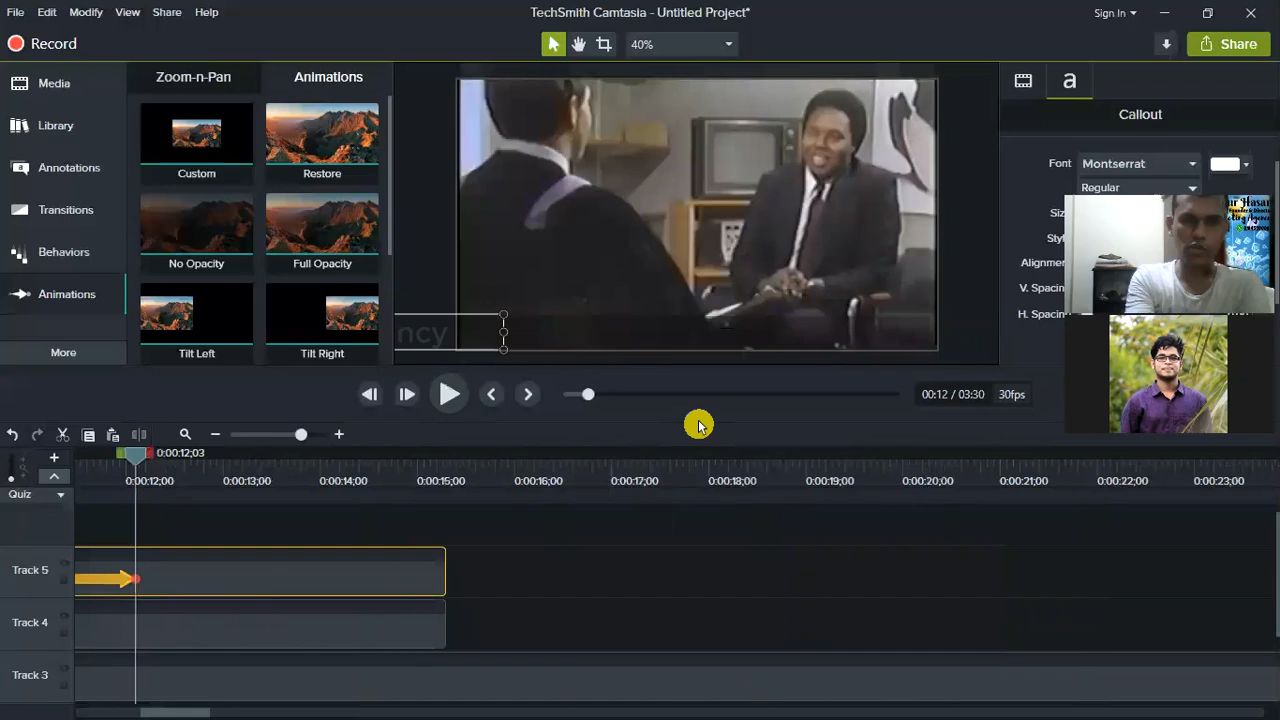 File Edit Modify View Share Help
TechSmith Camtasia - Untitled Project*
Sign In
Record
40%
Share
Media
Library
Annotations
Transitions
Behaviors
Animations
More
Zoom-n-Pan
Animations
Custom
Restore
No Opacity
Full Opacity
Tilt Left
Tilt Right
ncy
a
Callout
Font
Montserrat
Regular
Alignmen
V. Spacin
H. Spacin
ur Hasan
00:12 / 03:30
30fps
0:00:12;03
0:00:12;00 0:00:13;00 0:00:14;00 0:00:15;00 0:00:16;00 0:00:17;00 0:00:18;00 0:00:19;00 0:00:20;00 0:00:21;00 0:00:22;00 0:00:23;00
Quiz
Track 5
Track 4
Track 3